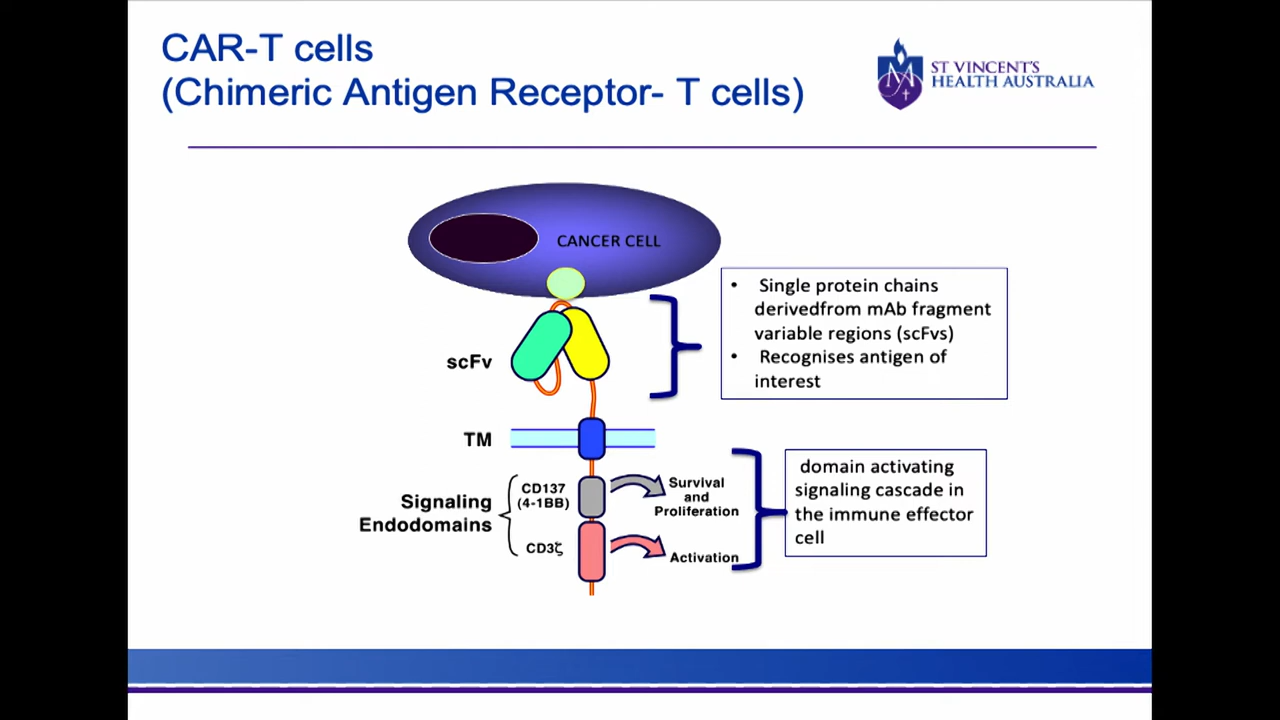 CAR-T cells
(Chimeric Antigen Receptor- T cells)
ST VINCENT'S
HEALTH AUSTRALIA
CANCER CELL
• Single protein chains
derivedfrom mAb fragment
variable regions (scFvs)
• Recognises antigen of
interest
scFv
TM
Signaling
Endodomains
CD137
(4-1BB)
CD3ζ
Survival
and
Proliferation
Activation
domain activating
signaling cascade in
the immune effector
cell